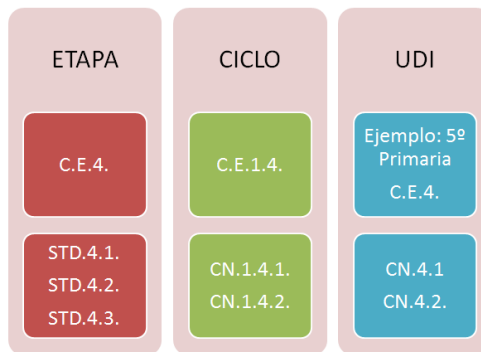 ETAPA
C.E.4.
STD.4.1.
STD.4.2.
STD.4.3.
CICLO
C.E.1.4.
CN.1.4.1.
CN.1.4.2.
UDI
Ejemplo: 5º
Primaria
C.E.4.
CN.4.1
CN.4.2.